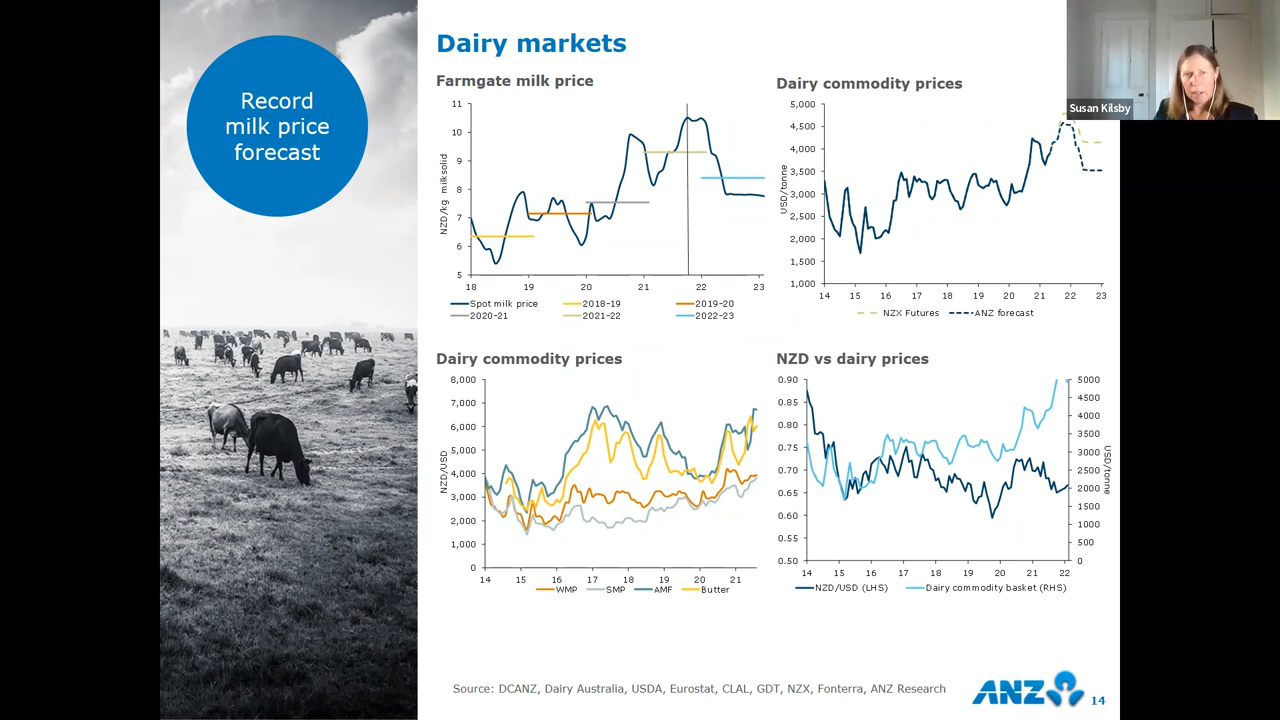 Record
milk price
forecast
Dairy markets
Farmgate milk price
11
10
9
8
7
6
5
NZD/kg milksolid
18 19 20 21 22 23
Spot milk price 2018-19 2019-20
2020-21 2021-22 2022-23
Dairy commodity prices
5,000
4,500
4,000
3,500
3,000
2,500
2,000
1,500
1,000
USD/tonne
14 15 16 17 18 19 20 21 22 23
NZX Futures ANZ forecast
Susan Kilsby
Dairy commodity prices
8,000
7,000
6,000
5,000
4,000
3,000
2,000
1,000
0
NZD/USD
14 15 16 17 18 19 20 21
WMP SMP AMF Butter
NZD vs dairy prices
0.90
0.85
0.80
0.75
0.70
0.65
0.60
0.55
0.50
5000
4500
4000
3500
3000
2500
2000
1500
1000
500
0
USD/tonne
14 15 16 17 18 19 20 21 22
NZD/USD (LHS) Dairy commodity basket (RHS)
Source: DCANZ, Dairy Australia, USDA, Eurostat, CLAL, GDT, NZX, Fonterra, ANZ Research
ANZ
14